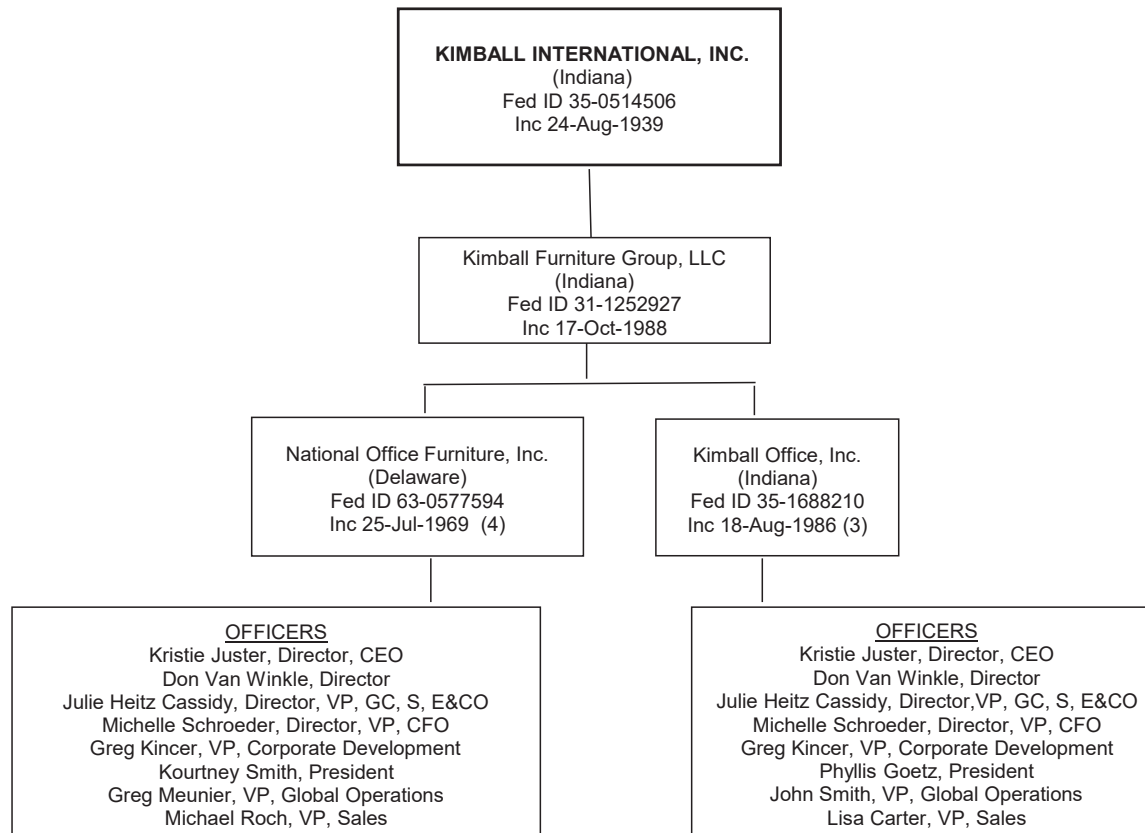 KIMBALL INTERNATIONAL, INC.
(Indiana)
Fed ID 35-0514506
Inc 24-Aug-1939
Kimball Furniture Group, LLC
(Indiana)
Fed ID 31-1252927
Inc 17-Oct-1988
National Office Furniture, Inc.
(Delaware)
Fed ID 63-0577594
Inc 25-Jul-1969 (4)
Kimball Office, Inc.
(Indiana)
Fed ID 35-1688210
Inc 18-Aug-1986 (3)
OFFICERS
Kristie Juster, Director, CEO
Don Van Winkle, Director
Julie Heitz Cassidy, Director, VP, GC, S, E&CO
Michelle Schroeder, Director, VP, CFO
Greg Kincer, VP, Corporate Development
Kourtney Smith, President
Greg Meunier, VP, Global Operations
Michael Roch, VP, Sales
OFFICERS
Kristie Juster, Director, CEO
Don Van Winkle, Director
Julie Heitz Cassidy, Director,VP, GC, S, E&CO
Michelle Schroeder, Director, VP, CFO
Greg Kincer, VP, Corporate Development
Phyllis Goetz, President
John Smith, VP, Global Operations
Lisa Carter, VP, Sales